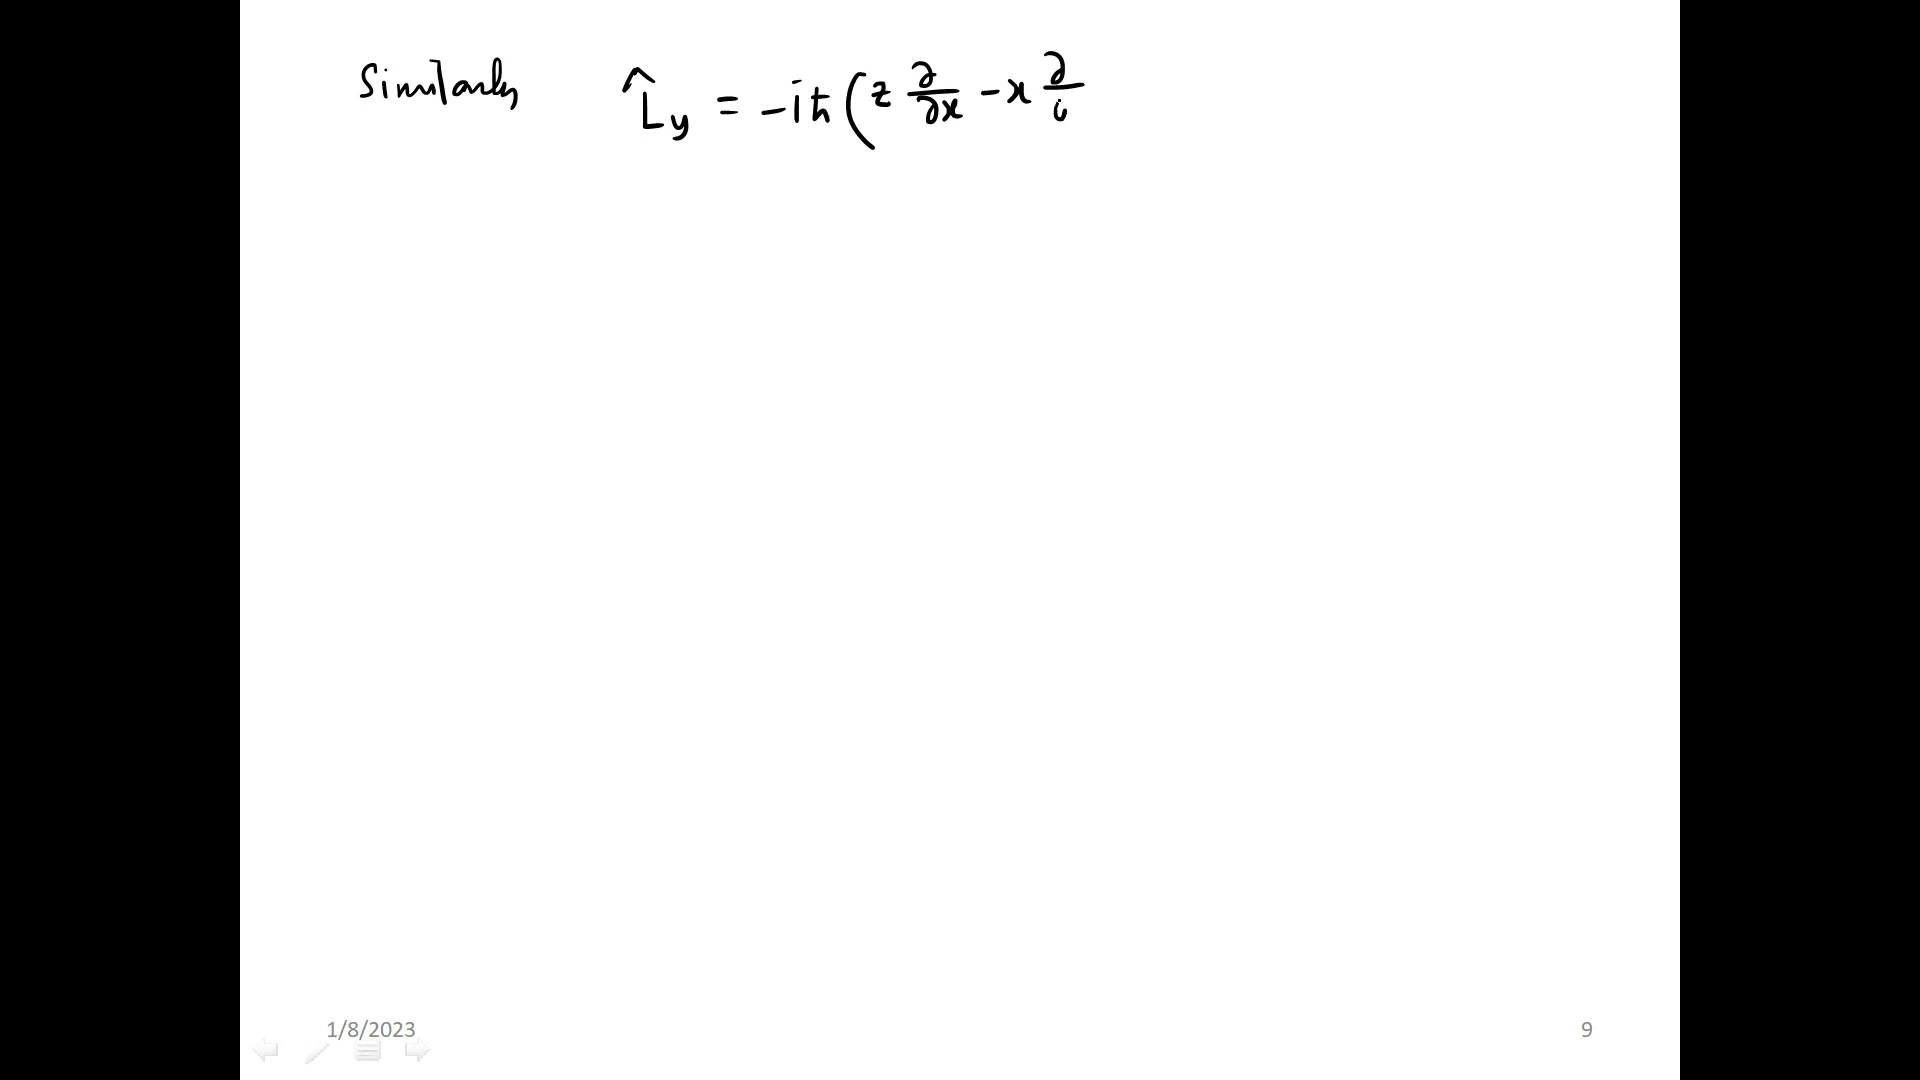 Similarly L̂y = -iħ (z ∂/∂x - x ∂/
1/8/2023
9